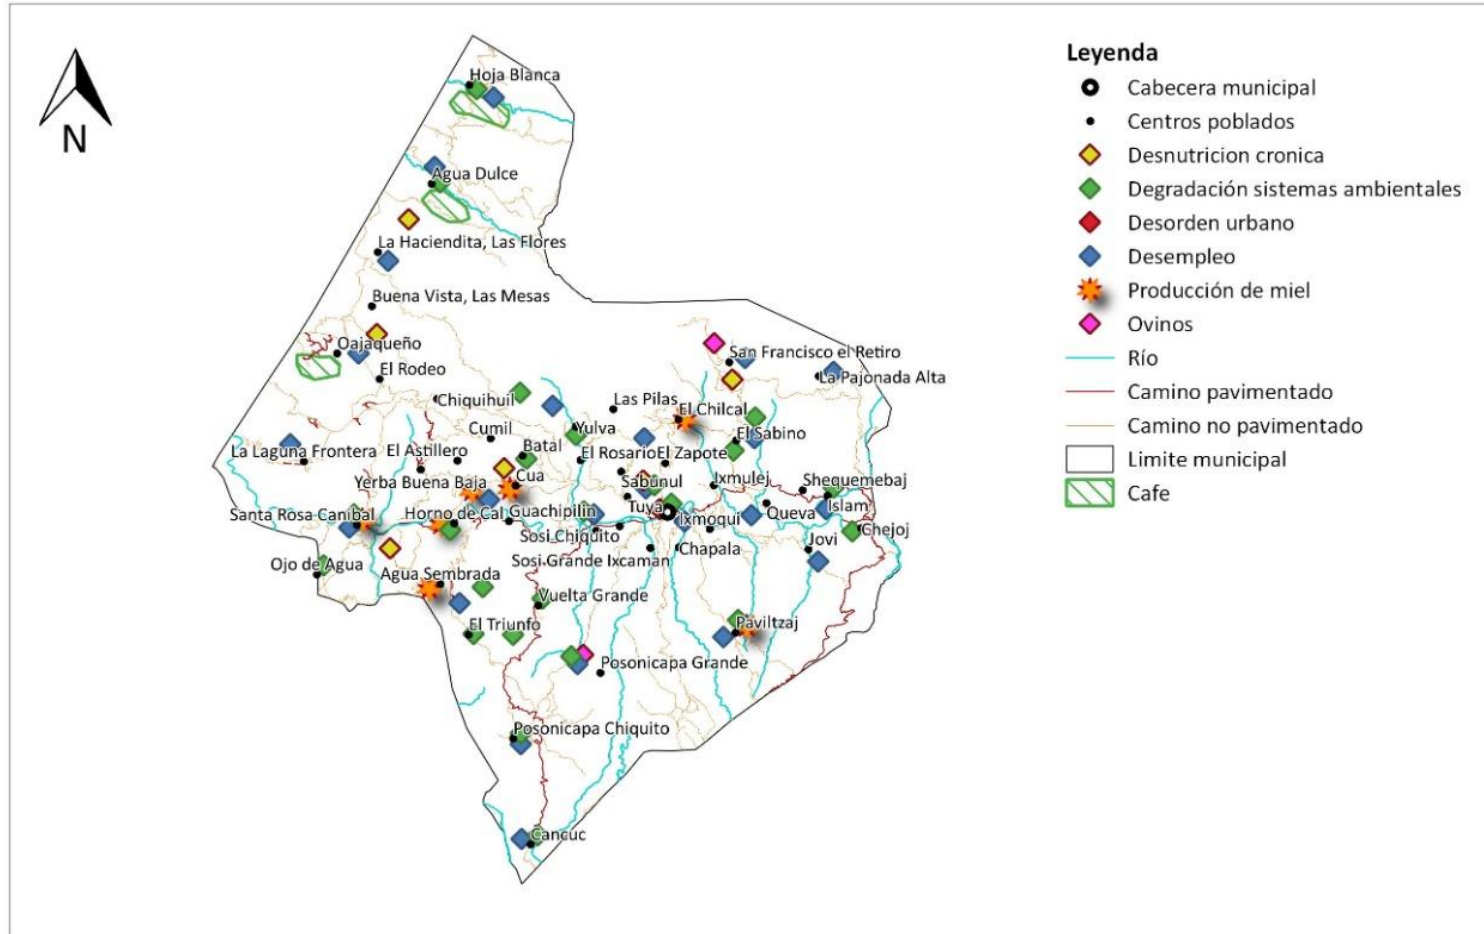 N
Leyenda
Cabecera municipal
Centros poblados
Desnutricion cronica
Degradación sistemas ambientales
Desorden urbano
Desempleo
Producción de miel
Ovinos
Río
Camino pavimentado
Camino no pavimentado
Limite municipal
Cafe
Hoja Blanca
Agua Dulce
La Haciendita, Las Flores
Buena Vista, Las Mesas
Oajaqueño
San Francisco el Retiro
El Rodeo
La Pajonada Alta
Chiquihuil
Las Pilas
El Chilcal
Cumil
Yulva
El Sabino
La Laguna Frontera
El Astillero
Batal
El Rosario
El Zapote
Yerba Buena Baja
Cua
Sabunul
Ixmulej
Shequemebaj
Santa Rosa Canibal
Horno de Cal
Guachipilin
Tuya
Ixmoqui
Queva
Islam
Sosi Chiquito
Chejoj
Jovi
Chapala
Ojo de Agua
Agua Sembrada
Sosi Grande Ixcaman
Vuelta Grande
El Triunfo
Paviltzaj
Posonicapa Grande
Posonicapa Chiquito
Cancuc